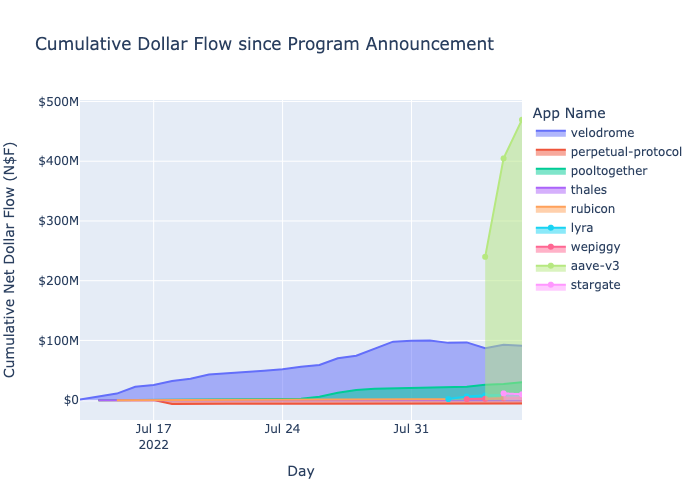 Cumulative Dollar Flow since Program Announcement
$500M
$400M
$300M
$200M
$100M
$0
Cumulative Net Dollar Flow (N$F)
Jul 17
2022
Jul 24
Jul 31
Day
App Name
velodrome
perpetual-protocol
pooltogether
thales
rubicon
lyra
wepiggy
aave-v3
stargate